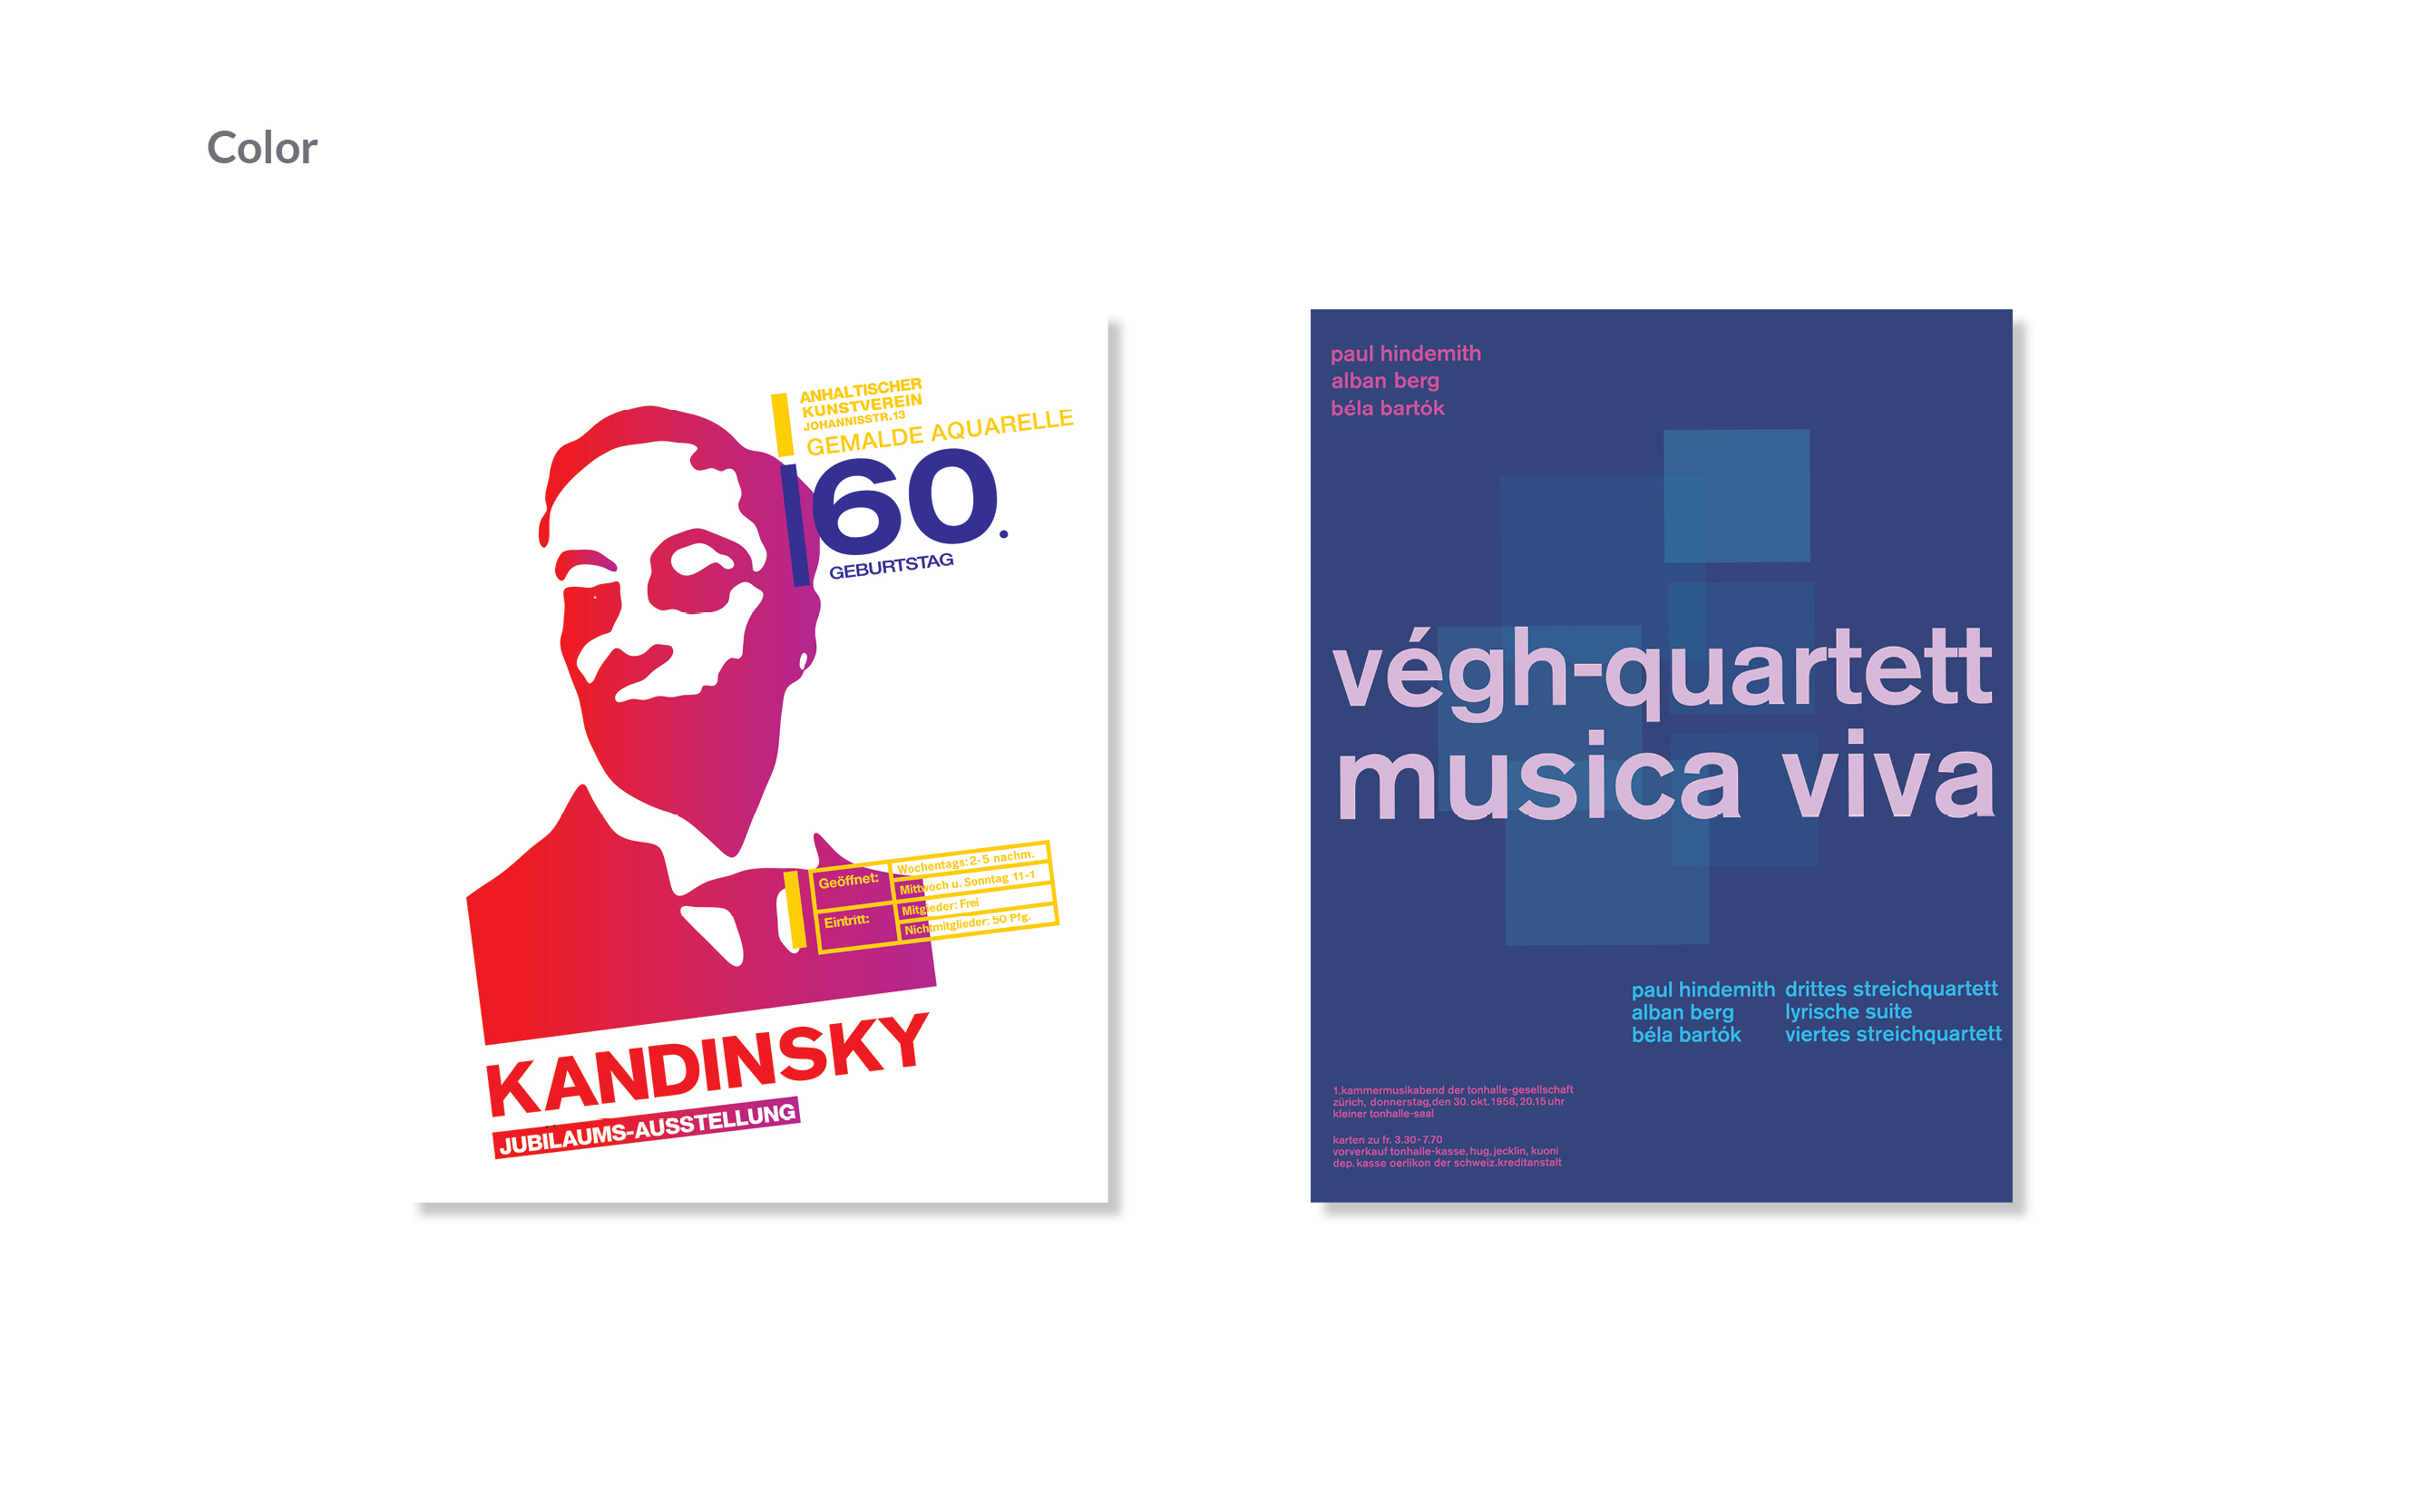 Color
ANHALTISCHER
KUNSTVEREIN
JOHANNISSTR.13
GEMALDE AQUARELLE
60.
GEBURTSTAG
Geöffnet:
Wochentags: 2-5 nachm.
Mittwoch u. Sonntag 11-1
Eintritt:
Mitglieder: Frei
Nichtmitglieder: 50 Pfg.
KANDINSKY
JUBILAUMS-AUSSTELLUNG
paul hindemith
alban berg
béla bartók
végh-quartett
musica viva
paul hindemith drittes streichquartett
alban berg lyrische suite
béla bartók viertes streichquartett
1.kammermusikabend der tonhalle-gesellschaft
zürich, donnerstag,den 30. okt.1958, 20.15 uhr
kleiner tonhalle-saal
karten zu fr. 3.30-7.70
vorverkauf tonhalle-kasse, hug, jecklin, kuoni
dep. kasse oerlikon der schweiz.kreditanstalt